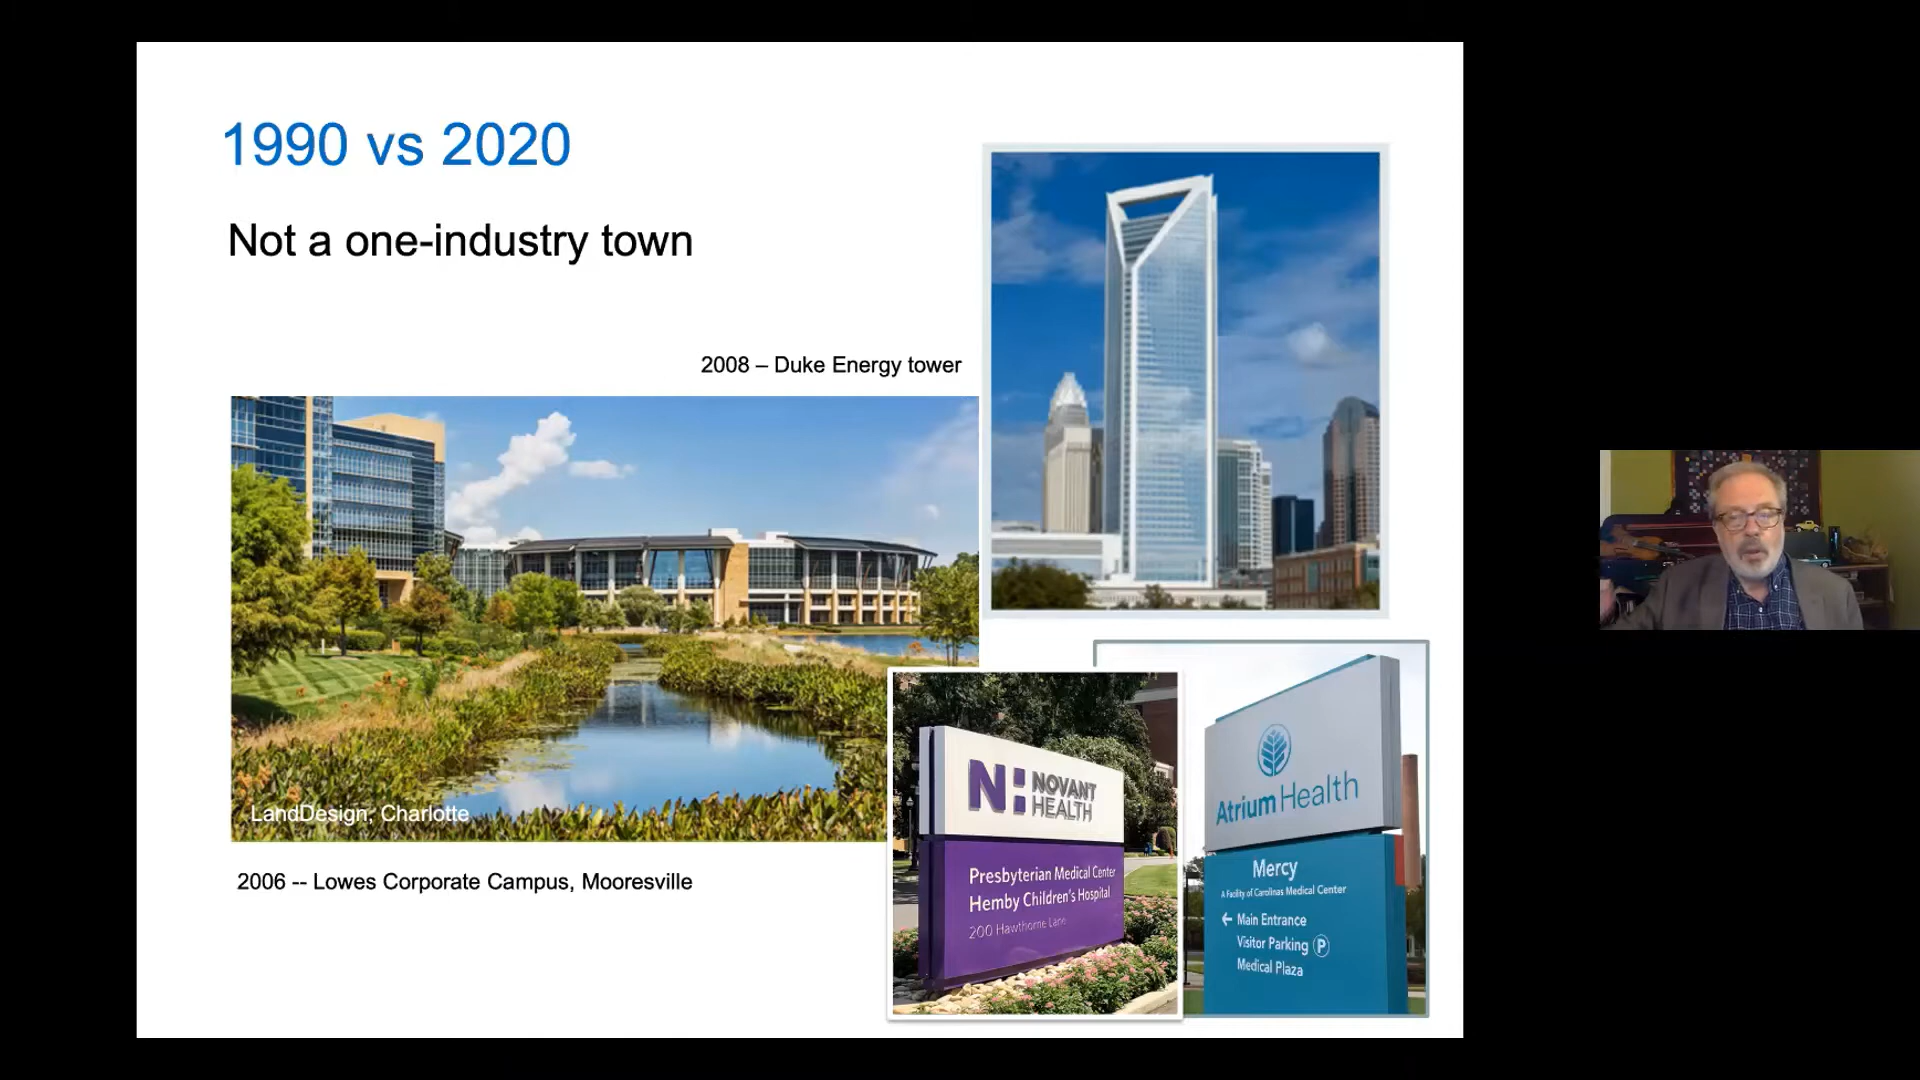 1990 vs 2020
Not a one-industry town
2008 – Duke Energy tower
LandDesign, Charlotte
2006 -- Lowes Corporate Campus, Mooresville
N:
NOVANT
HEALTH
Presbyterian Medical Center
Hemby Children's Hospital
200 Hawthorne Lane
Atrium Health
Mercy
A Facility of Carolinas Medical Center
← Main Entrance
Visitor Parking P
Medical Plaza